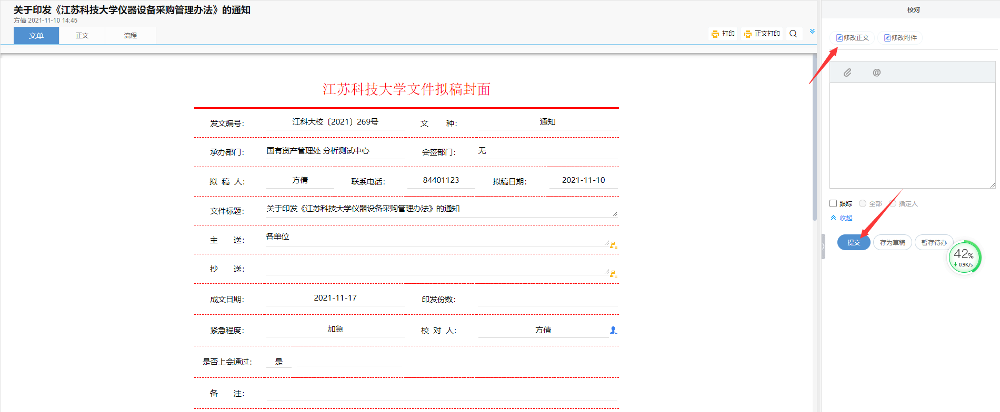 关于印发《江苏科技大学仪器设备采购管理办法》的通知
方倩 2021-11-10 14:45
文单 正文 流程
打印 正文打印
江苏科技大学文件拟稿封面
发文编号： 江科大校〔2021〕269号 文 种： 通知
承办部门： 国有资产管理处 分析测试中心 会签部门： 无
拟 稿 人： 方倩 联系电话： 84401123 拟稿日期： 2021-11-10
文件标题： 关于印发《江苏科技大学仪器设备采购管理办法》的通知
主 送： 各单位
抄 送：
成文日期： 2021-11-17 印发份数：
紧急程度： 加急 校 对 人： 方倩
是否上会通过： 是
备 注：
校对
修改正文 修改附件
@
跟踪 全部 指定人
收起
提交 存为草稿 暂存待办
42%
0.9K/s